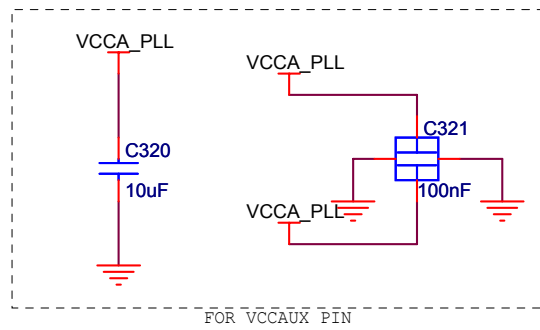 VCCA_PLL
C320
10uF
VCCA_PLL
C321
100nF
VCCA_PLL
FOR VCCAUX PIN